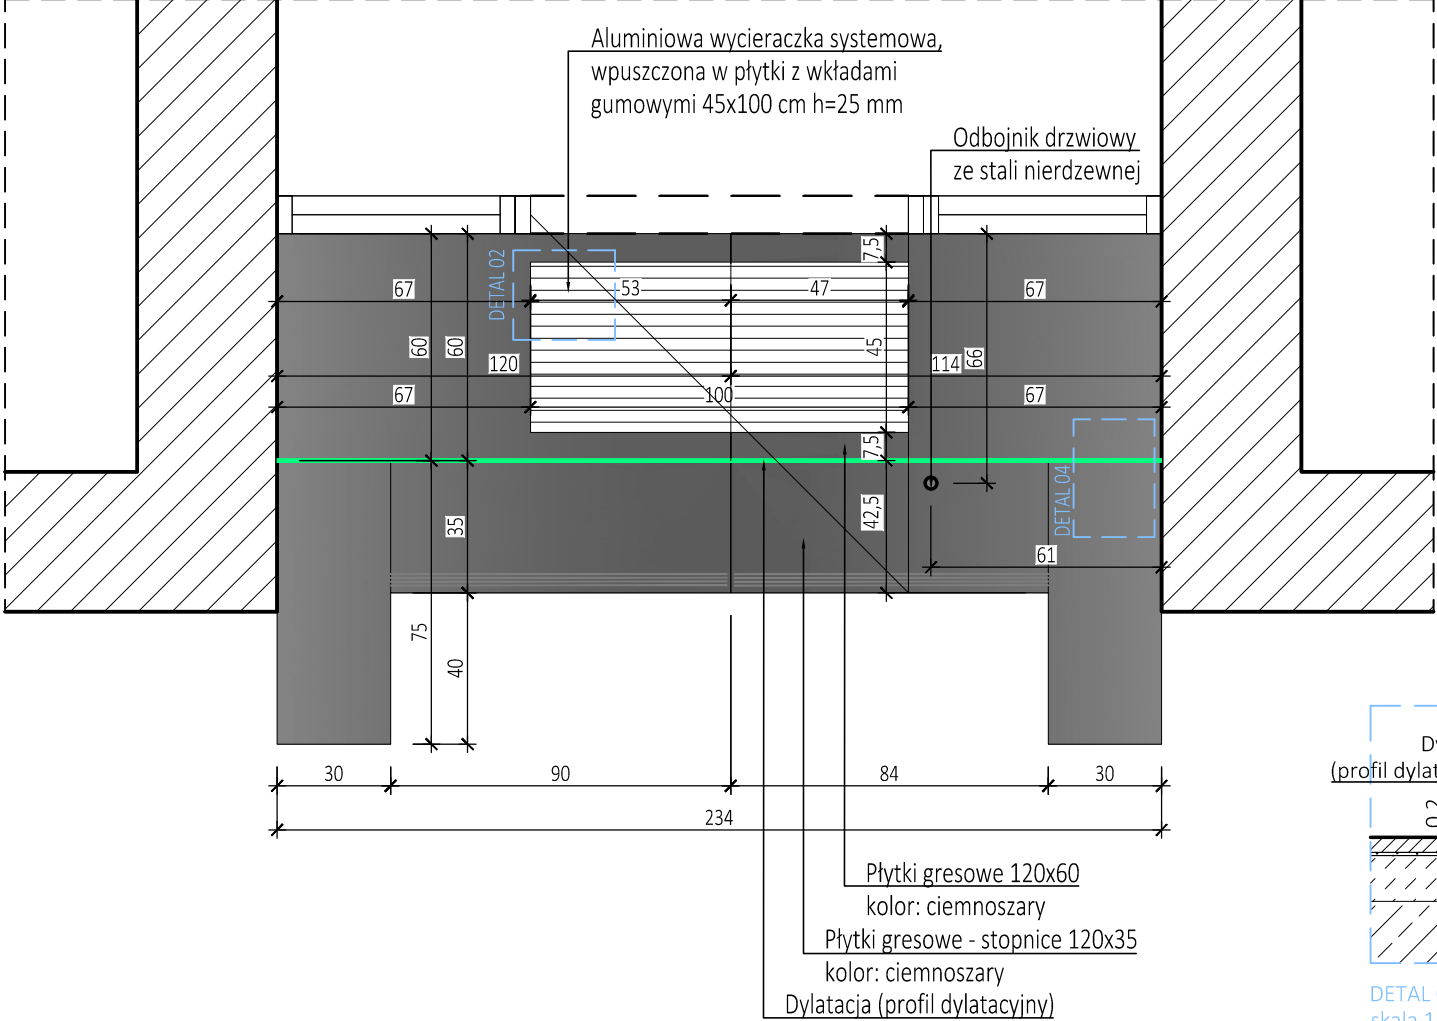 Aluminiowa wycieraczka systemowa,
wpuszczona w płytki z wkładami
gumowymi 45x100 cm h=25 mm
Odbojnik drzwiowy
ze stali nierdzewnej
DETAL 02
7,5
67
53
47
67
60
60
120
45
114
66
67
100
67
7,5
DETAL 04
35
42,5
61
75
40
30
90
84
30
234
Płytki gresowe 120x60
kolor: ciemnoszary
Płytki gresowe - stopnice 120x35
kolor: ciemnoszary
Dylatacja (profil dylatacyjny)
(profil dylat
DETAL